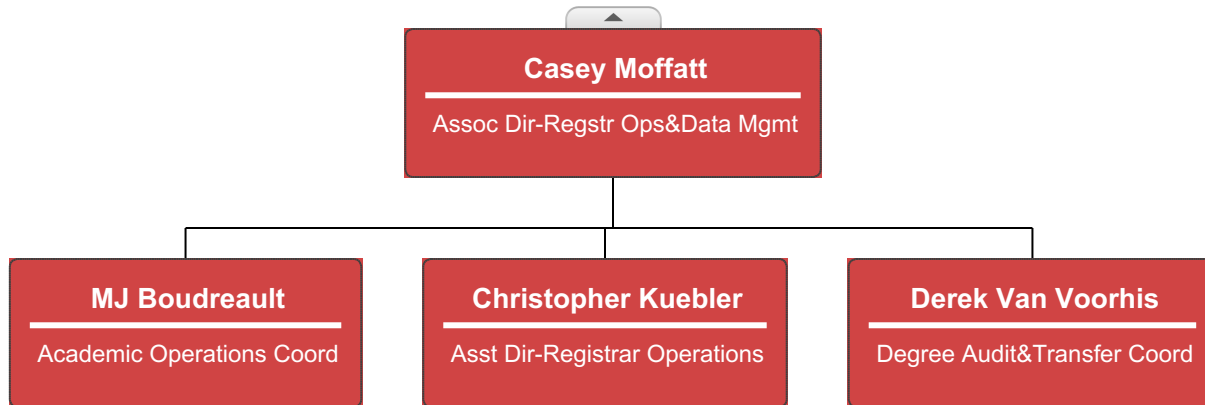 Casey Moffatt
Assoc Dir-Regstr Ops&Data Mgmt
MJ Boudreault
Academic Operations Coord
Christopher Kuebler
Asst Dir-Registrar Operations
Derek Van Voorhis
Degree Audit&Transfer Coord